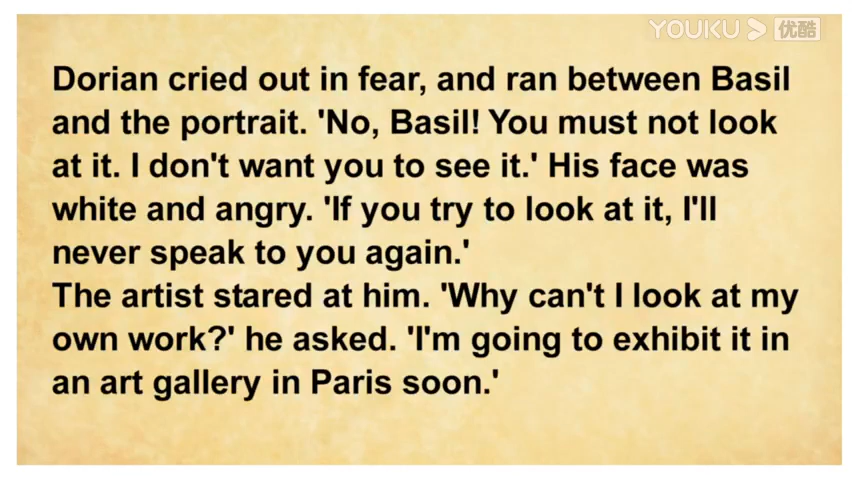 YOUKU 优酷
Dorian cried out in fear, and ran between Basil
and the portrait. 'No, Basil! You must not look
at it. I don't want you to see it.' His face was
white and angry. 'If you try to look at it, I'll
never speak to you again.'
The artist stared at him. 'Why can't I look at my
own work?' he asked. 'I'm going to exhibit it in
an art gallery in Paris soon.'